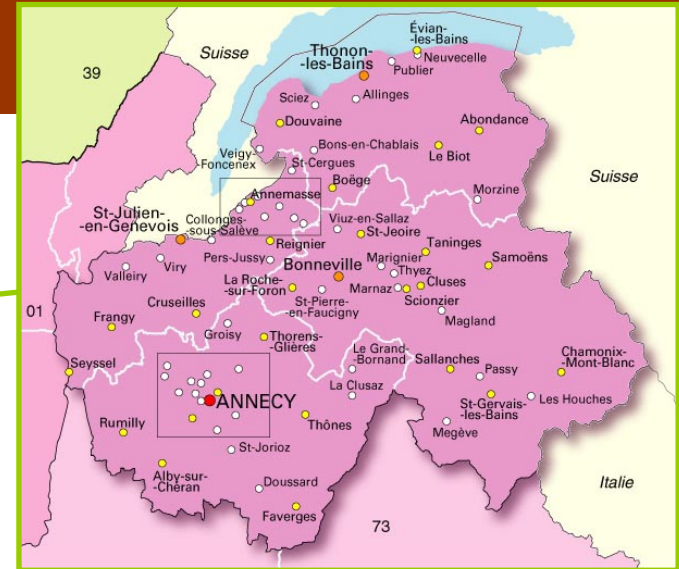 Évian-
-les-Bains
Suisse
Thonon-
-les-Bains
Neuvecelle
Publier
39
Sciez
Allinges
Douvaine
Abondance
Veigy-
Foncenex
Bons-en-Chablais
Le Biot
St-Cergues
Suisse
Boëge
Annemasse
Morzine
St-Julien-
-en-Genevois
Collonges-
-sous-Salève
Viuz-en-Sallaz
St-Jeoire
Reignier
Taninges
Pers-Jussy
Viry
Valleiry
Bonneville
Marignier
Samoëns
Thyez
La Roche-
-sur-Foron
Cluses
Marnaz
Scionzier
St-Pierre-
en-Faucigny
01
Cruseilles
Magland
Frangy
Groisy
Thorens-
-Glières
Le Grand-
-Bornand
Sallanches
Chamonix-
-Mont-Blanc
Seyssel
Passy
La Clusaz
ANNECY
St-Gervais-
-les-Bains
Les Houches
Rumilly
Thônes
Megève
St-Jorioz
Alby-sur-
-Chéran
Doussard
Italie
Faverges
73